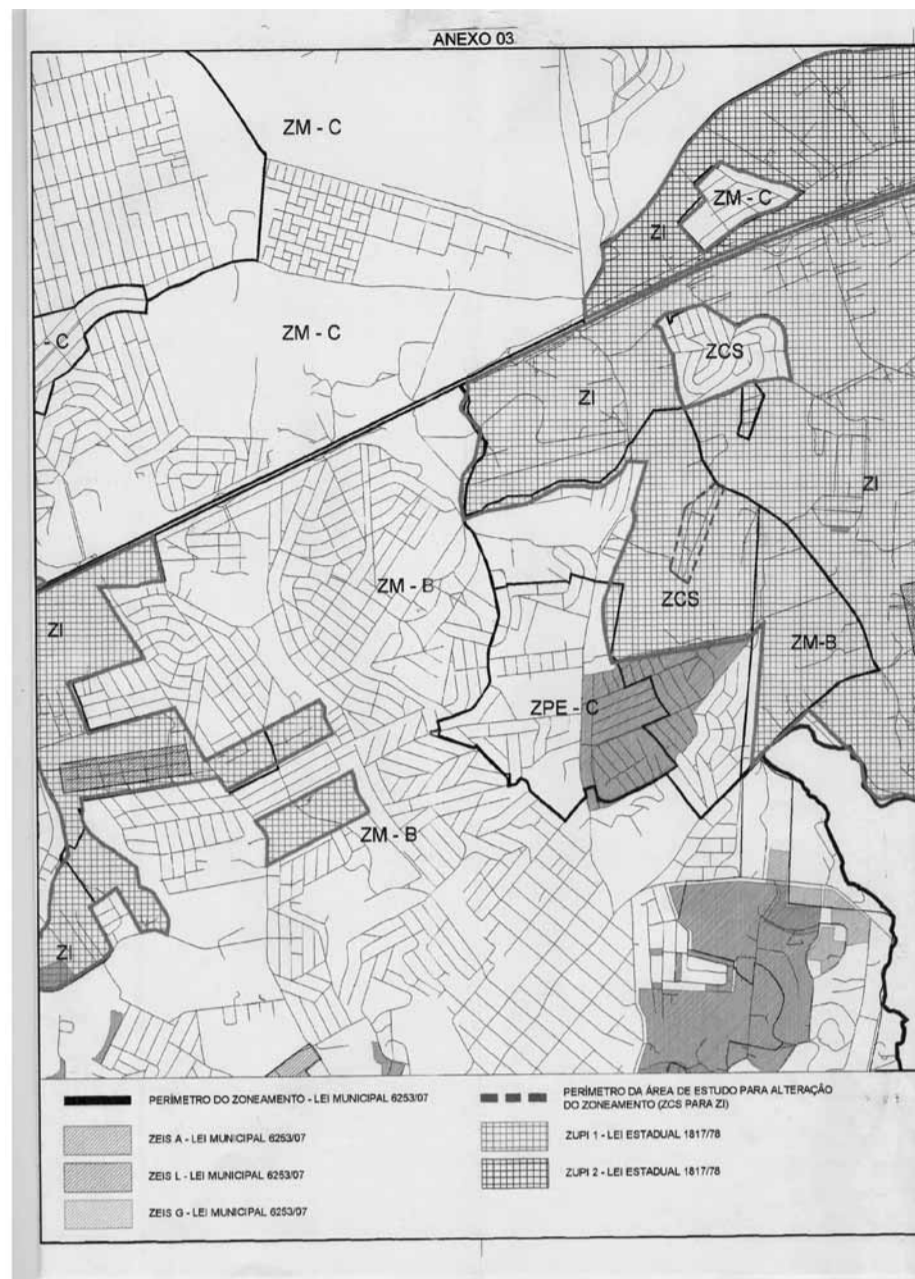 ANEXO 03
ZM - C
ZM - C
ZI
- C
ZM - C
ZCS
ZI
ZI
ZM - B
ZCS
ZI
ZM-B
ZPE - C
ZM - B
ZI
PERÍMETRO DO ZONEAMENTO - LEI MUNICIPAL 6253/07
ZEIS A - LEI MUNICIPAL 6253/07
ZEIS L - LEI MUNICIPAL 6253/07
ZEIS G - LEI MUNICIPAL 6253/07
PERÍMETRO DA ÁREA DE ESTUDO PARA ALTERAÇÃO
DO ZONEAMENTO (ZCS PARA ZI)
ZUPI 1 - LEI ESTADUAL 1817/78
ZUPI 2 - LEI ESTADUAL 1817/78